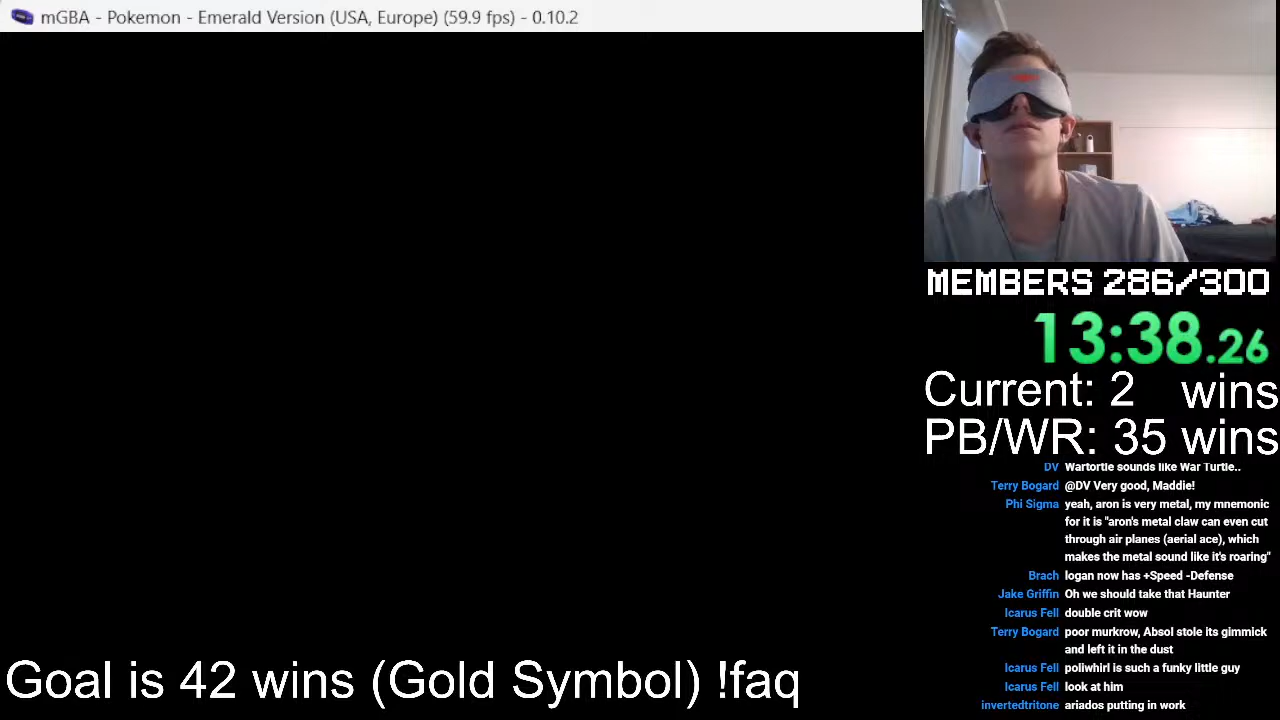 mGBA - Pokemon - Emerald Version (USA, Europe) (59.9 fps) - 0.10.2
MEMBERS 286/300
13:38.26
Current: 2 wins
PB/WR: 35 wins
DV Wartortle sounds like War Turtle..
Terry Bogard @DV Very good, Maddie!
Phi Sigma yeah, aron is very metal, my mnemonic
for it is "aron's metal claw can even cut
through air planes (aerial ace), which
makes the metal sound like it's roaring"
Brach logan now has +Speed -Defense
Jake Griffin Oh we should take that Haunter
Icarus Fell double crit wow
Terry Bogard poor murkrow, Absol stole its gimmick
and left it in the dust
Icarus Fell poliwhirl is such a funky little guy
Icarus Fell look at him
invertedtritone ariados putting in work
Goal is 42 wins (Gold Symbol) !faq